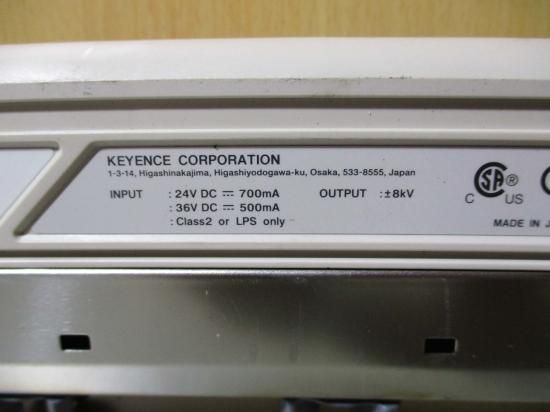 KEYENCE CORPORATION
1-3-14, Higashinakajima, Higashiyodogawa-ku, Osaka, 533-8555, Japan
INPUT : 24V DC ⎓ 700mA OUTPUT :±8kV
: 36V DC ⎓ 500mA
: Class2 or LPS only
SA ®
C US
MADE IN J